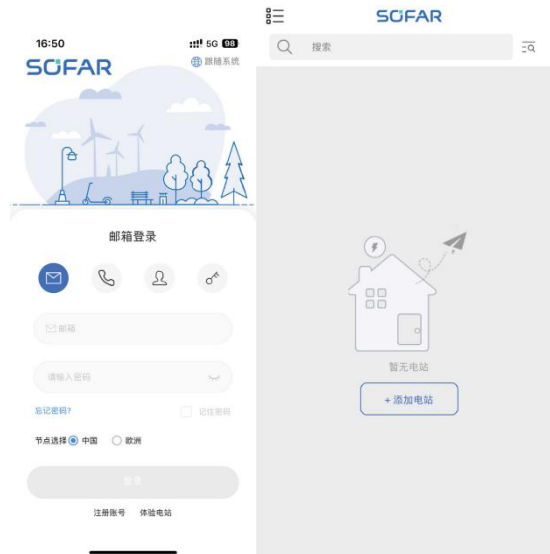 16:50
5G 98
SOFAR
跟随系统
邮箱登录
邮箱
请输入密码
忘记密码?
记住密码
节点选择 中国 欧洲
登录
注册账号 体验电站
SOFAR
搜索
暂无电站
+ 添加电站